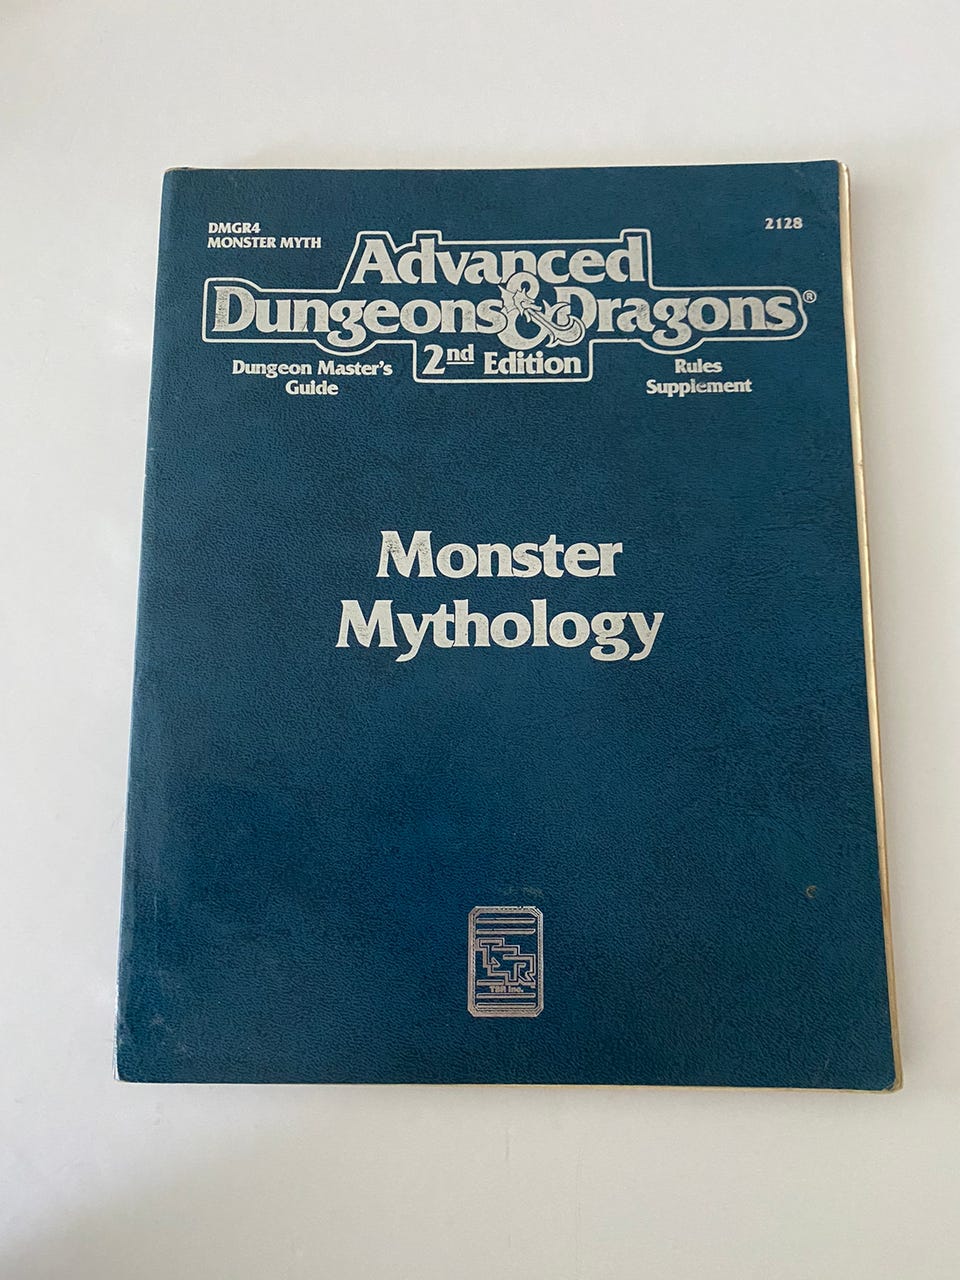 DMGR4
MONSTER MYTH
2128
Advanced
Dungeons & Dragons®
2nd Edition
Dungeon Master's
Guide
Rules
Supplement
Monster
Mythology
TSR
TSR Inc.